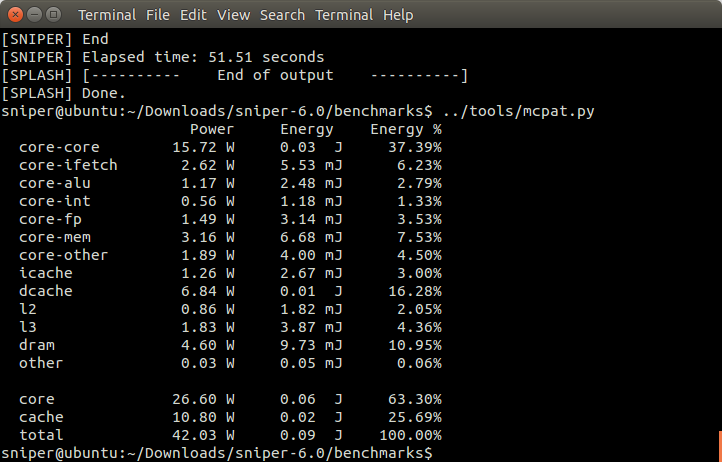 Terminal File Edit View Search Terminal Help
[SNIPER] End
[SNIPER] Elapsed time: 51.51 seconds
[SPLASH] [----------    End of output    ----------]
[SPLASH] Done.
sniper@ubuntu:~/Downloads/sniper-6.0/benchmarks$ ../tools/mcpat.py
                     Power     Energy    Energy %
  core-core        15.72 W     0.03  J     37.39%
  core-ifetch       2.62 W     5.53 mJ      6.23%
  core-alu          1.17 W     2.48 mJ      2.79%
  core-int          0.56 W     1.18 mJ      1.33%
  core-fp           1.49 W     3.14 mJ      3.53%
  core-mem          3.16 W     6.68 mJ      7.53%
  core-other        1.89 W     4.00 mJ      4.50%
  icache            1.26 W     2.67 mJ      3.00%
  dcache            6.84 W     0.01  J     16.28%
  l2                0.86 W     1.82 mJ      2.05%
  l3                1.83 W     3.87 mJ      4.36%
  dram              4.60 W     9.73 mJ     10.95%
  other             0.03 W     0.05 mJ      0.06%
  core             26.60 W     0.06  J     63.30%
  cache            10.80 W     0.02  J     25.69%
  total            42.03 W     0.09  J    100.00%
sniper@ubuntu:~/Downloads/sniper-6.0/benchmarks$